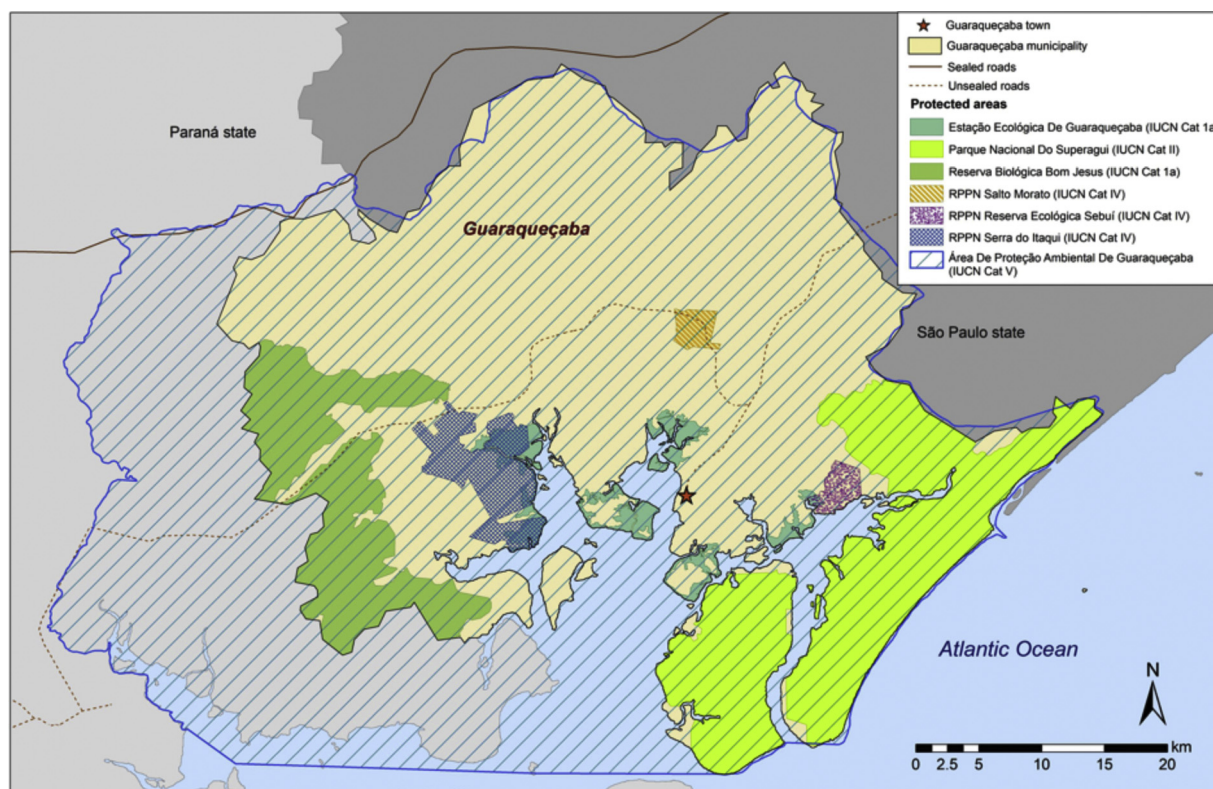 Guaraqueçaba town
Guaraqueçaba municipality
Sealed roads
Unsealed roads
Protected areas
Estação Ecológica De Guaraqueçaba (IUCN Cat 1a
Parque Nacional Do Superagui (IUCN Cat II)
Reserva Biológica Bom Jesus (IUCN Cat 1a)
RPPN Salto Morato (IUCN Cat IV)
RPPN Reserva Ecológica Sebuí (IUCN Cat IV)
RPPN Serra do Itaqui (IUCN Cat IV)
Área De Proteção Ambiental De Guaraqueçaba
(IUCN Cat V)
Paraná state
Guaraqueçaba
São Paulo state
Atlantic Ocean
N
km
0 2.5 5 10 15 20